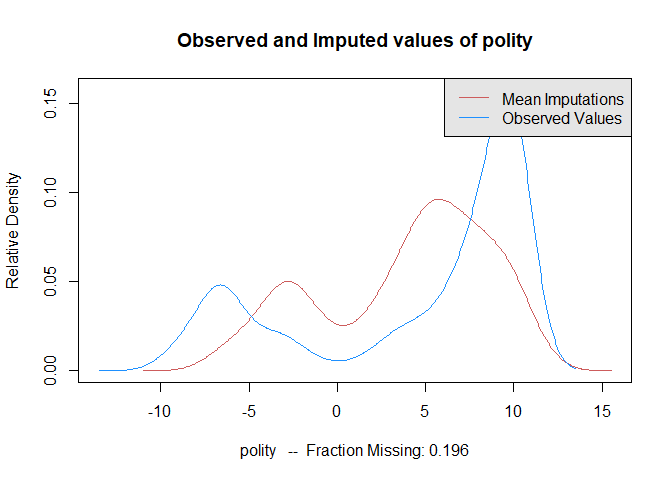 Observed and Imputed values of polity
Mean Imputations
Observed Values
Relative Density
0.15
0.10
0.05
0.00
-10 -5 0 5 10 15
polity -- Fraction Missing: 0.196